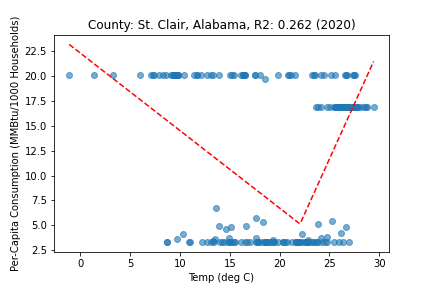 County: St. Clair, Alabama, R2: 0.262 (2020)
Per-Capita Consumption (MMBtu/1000 Households)
22.5
20.0
17.5
15.0
12.5
10.0
7.5
5.0
2.5
0 5 10 15 20 25 30
Temp (deg C)